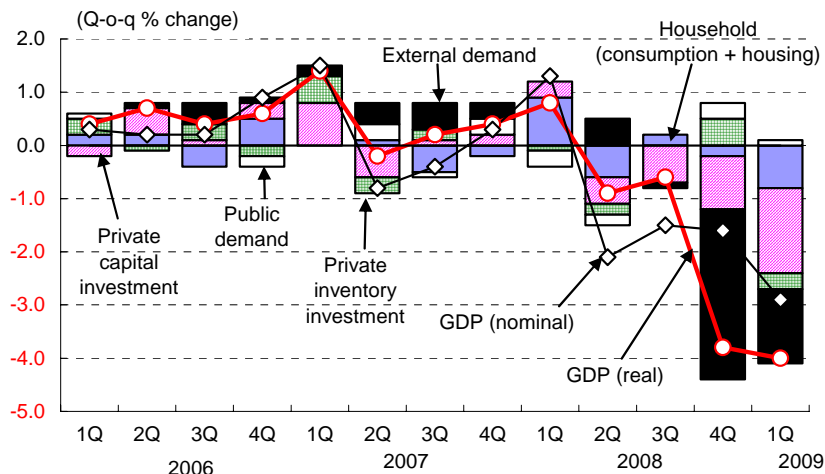 (Q-o-q % change)
2.0
1.0
0.0
-1.0
-2.0
-3.0
-4.0
-5.0
External demand
Household
(consumption + housing)
Private
capital
investment
Public
demand
Private
inventory
investment
GDP (nominal)
GDP (real)
1Q 2Q 3Q 4Q 1Q 2Q 3Q 4Q 1Q 2Q 3Q 4Q 1Q
2006 2007 2008 2009